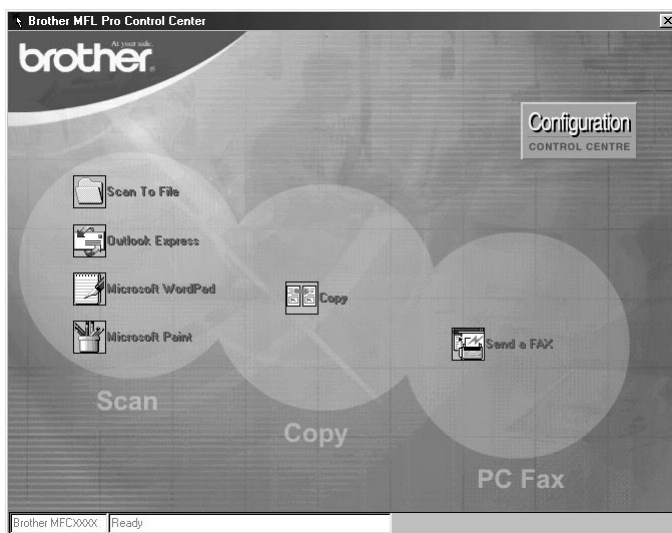 Brother MFL Pro Control Center
At your side.
brother
Configuration
CONTROL CENTRE
Scan To File
Outlook Express
Microsoft WordPad
Microsoft Paint
Scan
Copy
Copy
Send a FAX
PC Fax
Brother MFCXXXX
Ready